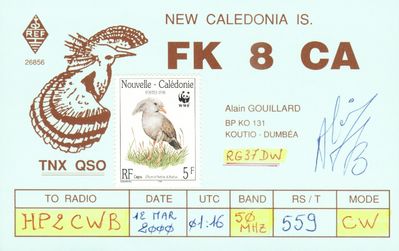 REF
26856
NEW CALEDONIA IS.
FK 8 CA
Nouvelle - Calédonie
WWF
Alain GOUILLARD
BP KO 131
KOUTIO - DUMBÉA
RG37DW
Cagou
RF
5F
TNX QSO
TO RADIO DATE UTC BAND RS / T MODE
HP2CWB 12 MAR 2000 01:16 50 MHz 559 CW